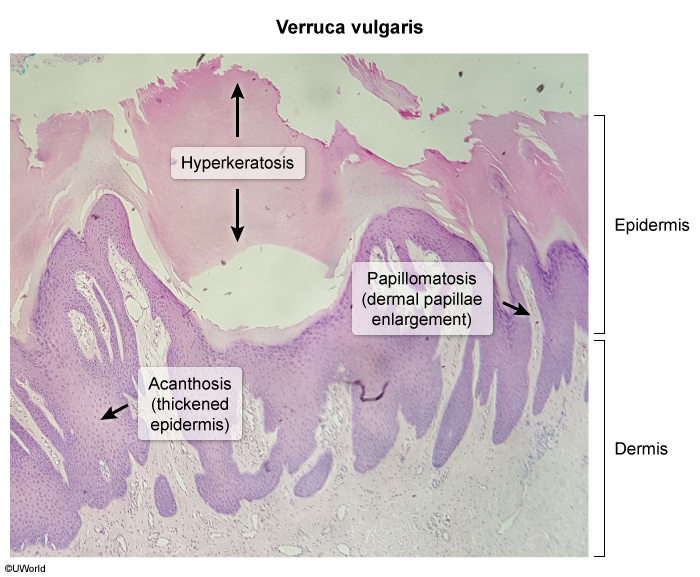 Verruca vulgaris
Hyperkeratosis
Epidermis
Papillomatosis
(dermal papillae
enlargement)
Acanthosis
(thickened
epidermis)
Dermis
©UWorld